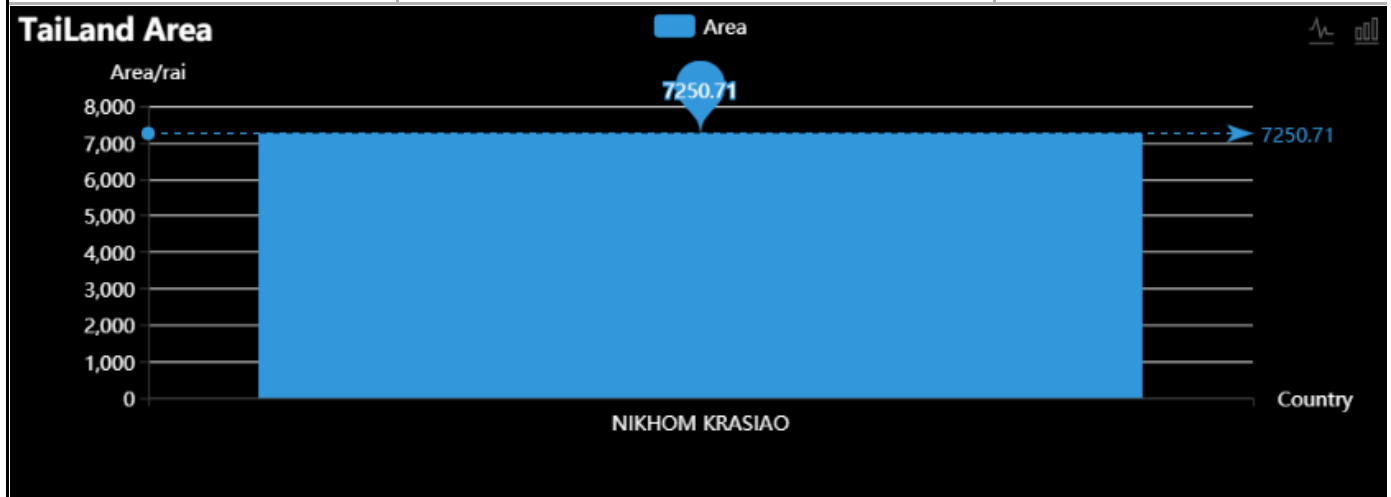 TaiLand Area
Area
Area/rai
7250.71
8,000
7250.71
7,000
6,000
5,000
4,000
3,000
2,000
1,000
0
Country
NIKHOM KRASIAO